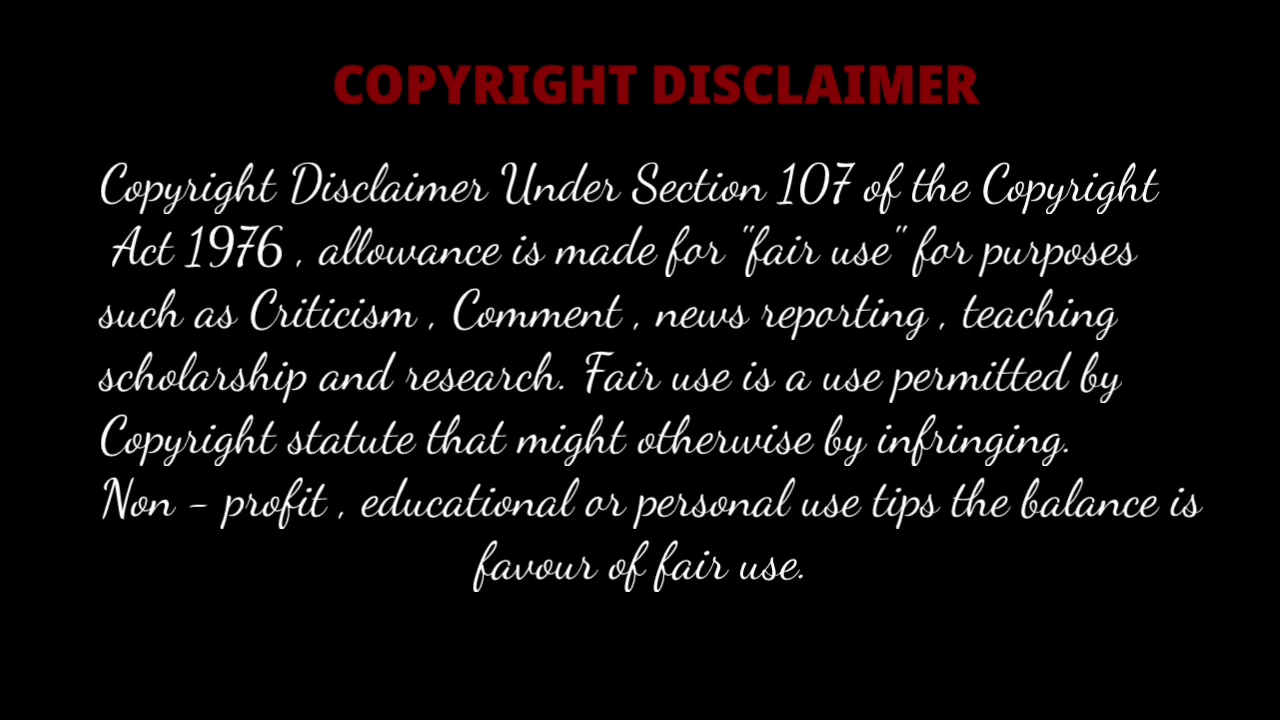 COPYRIGHT DISCLAIMER
Copyright Disclaimer Under Section 107 of the Copyright
Act 1976 , allowance is made for "fair use" for purposes
such as Criticism , Comment , news reporting , teaching
scholarship and research. Fair use is a use permitted by
Copyright statute that might otherwise by infringing.
Non - profit , educational or personal use tips the balance is
favour of fair use.